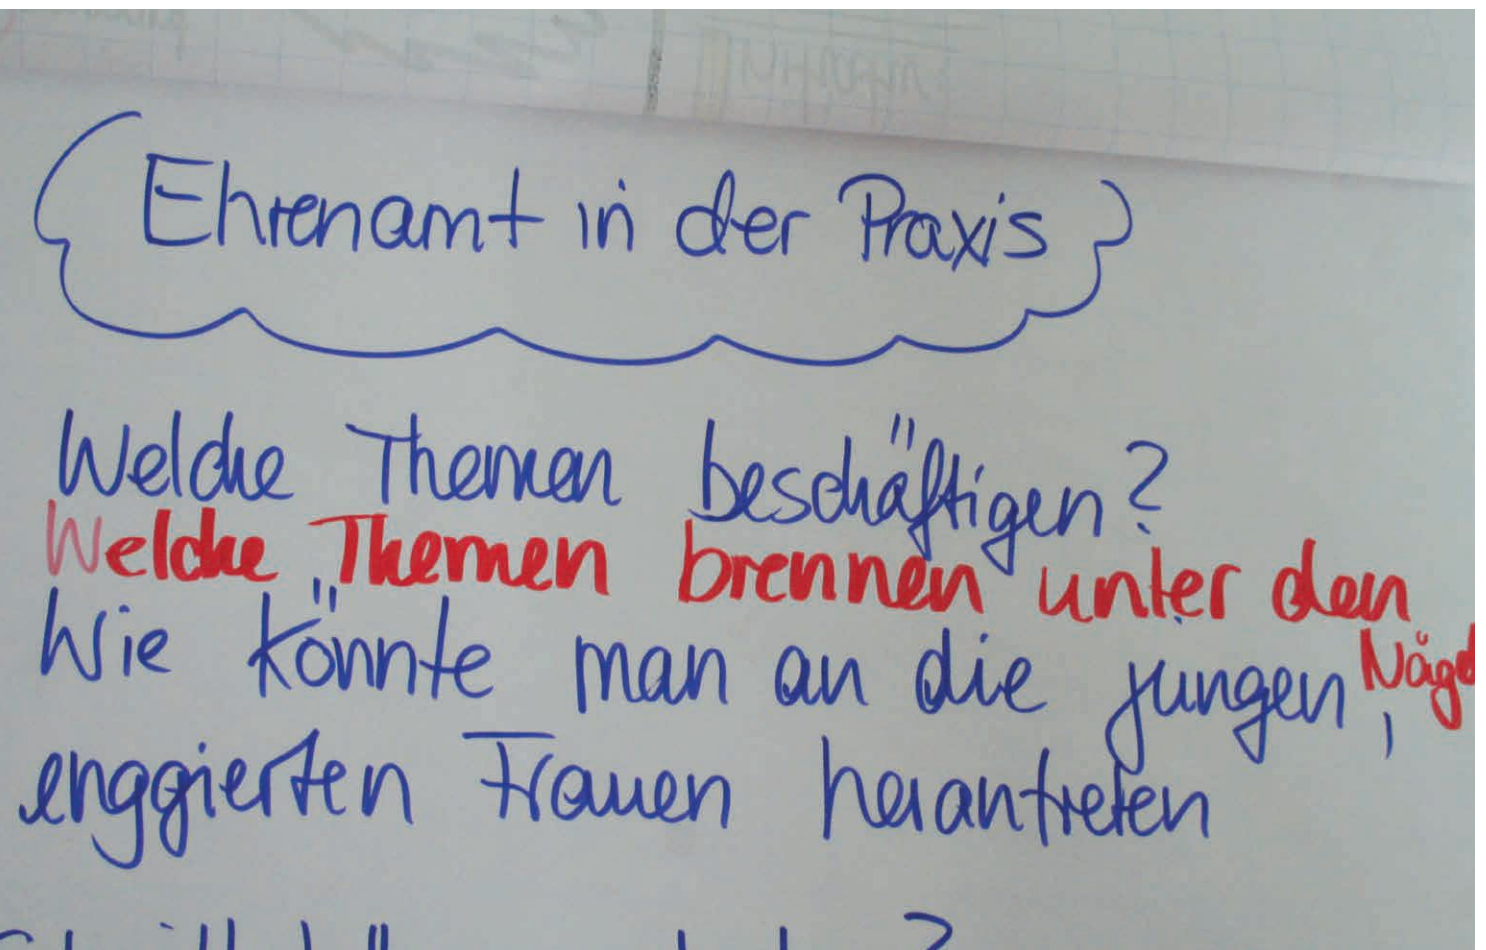 Ehrenamt in der Praxis
Welche Themen beschäftigen?
Welche Themen brennen unter den
Wie könnte man an die jungen,
enggierten Frauen herantreten